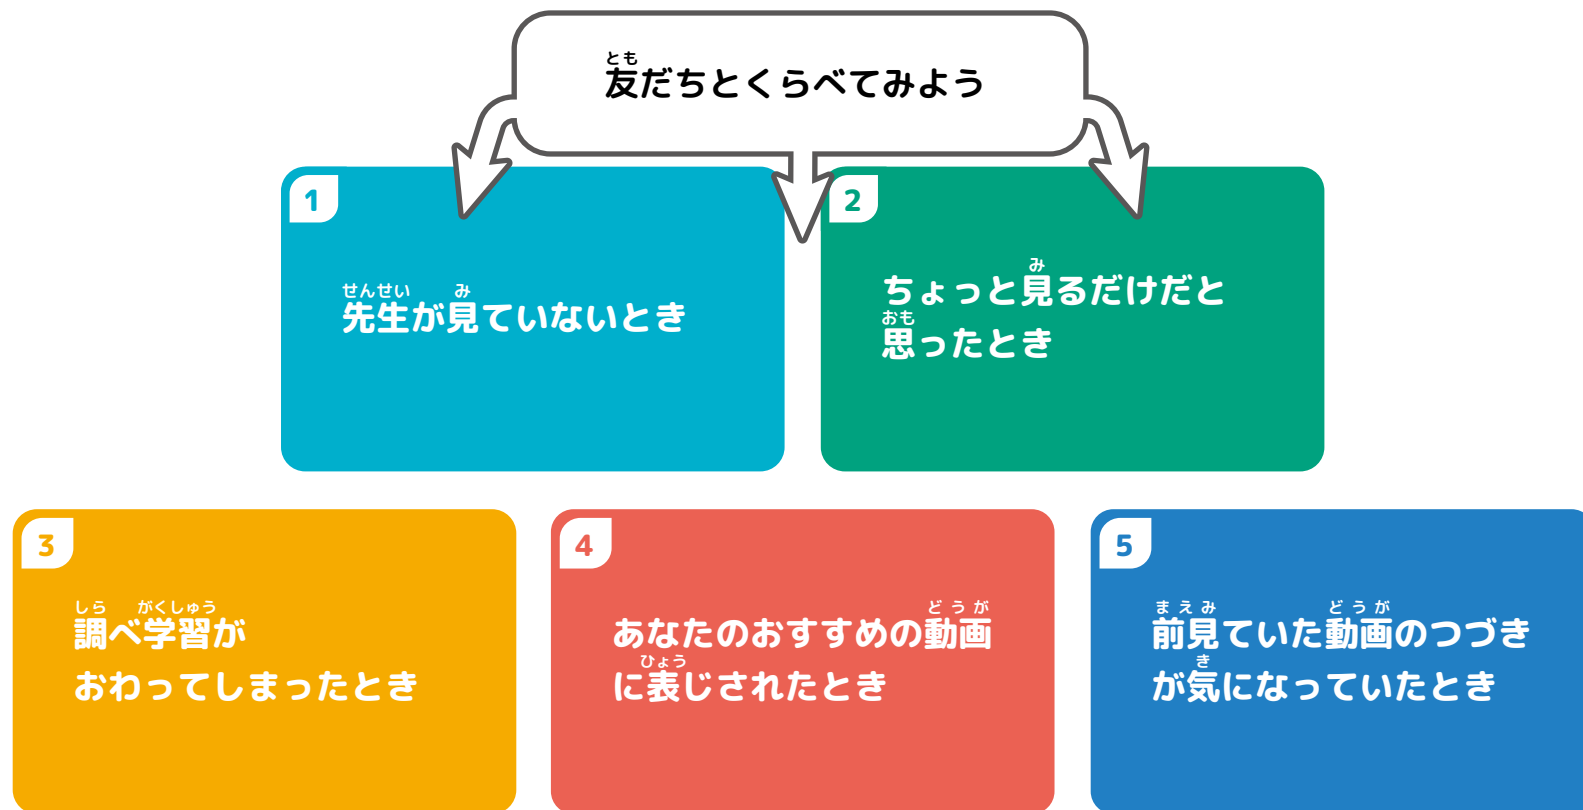 とも
友だちとくらべてみよう
1
せんせい み
先生が見ていないとき
2
み
ちょっと見るだけだと
おも
思ったとき
3
しら がくしゅう
調べ学習が
おわってしまったとき
4
どうが
あなたのおすすめの動画
ひょう
に表じされたとき
5
まえみ どうが
前見ていた動画のつづき
き
が気になっていたとき